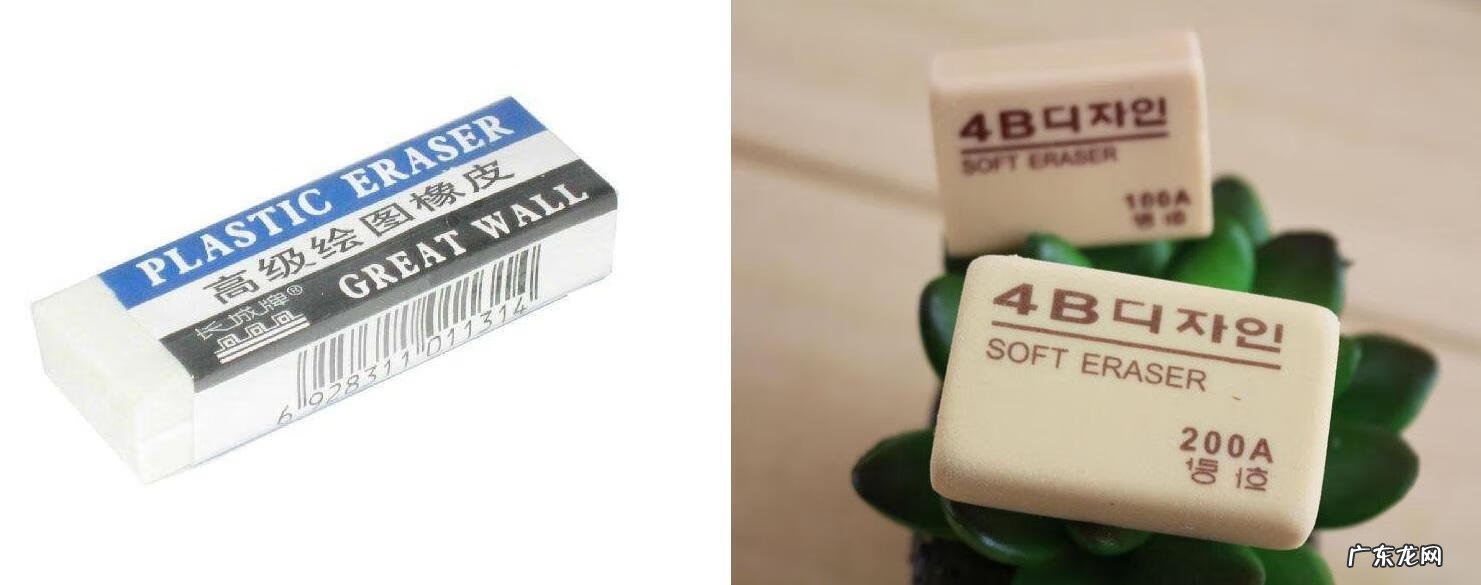 PLASTIC ERASER
高级绘图橡皮
GREAT WALL
长城牌®
6 928311 011314
4B디자인
SOFT ERASER
100A
4B디자인
SOFT ERASER
200A
广东龙网